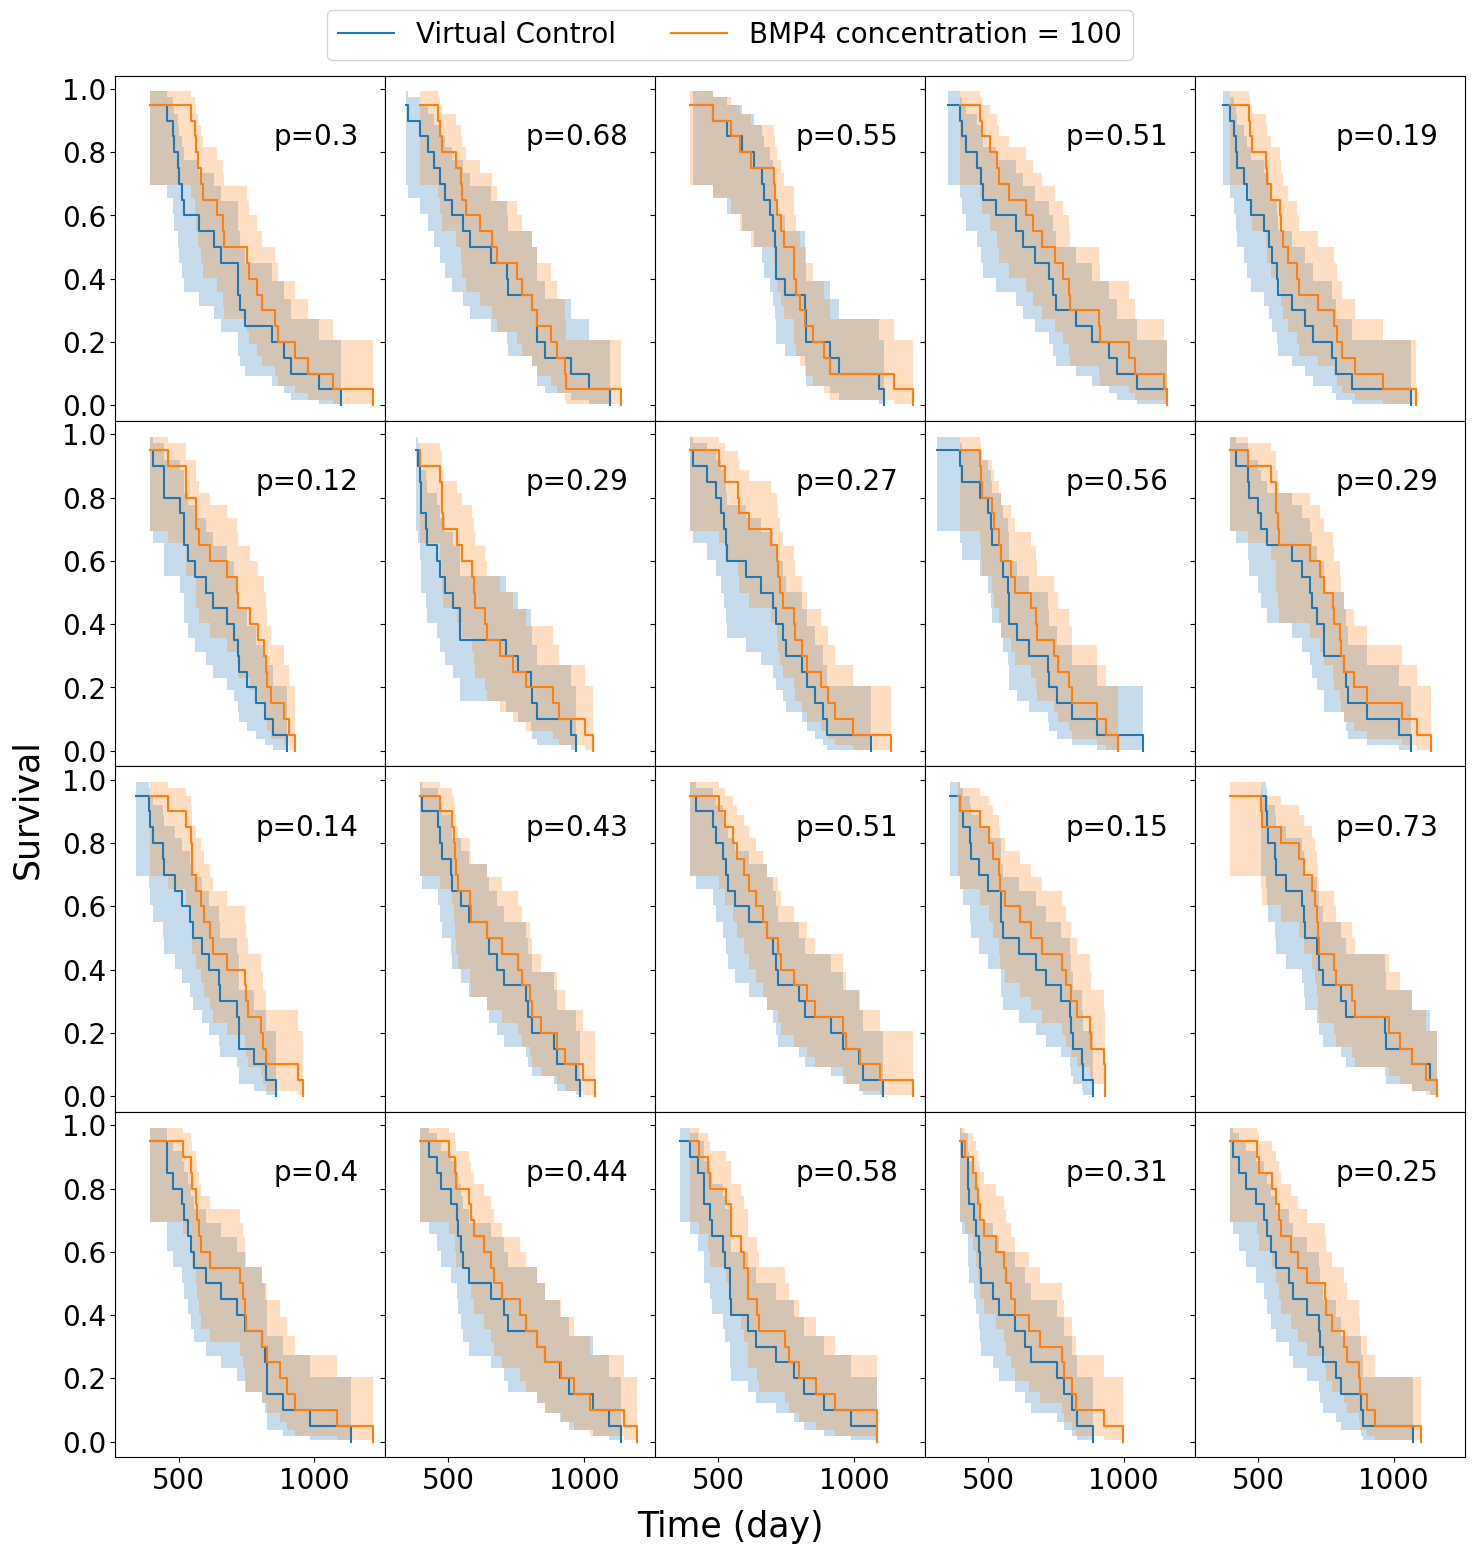 Virtual Control
BMP4 concentration = 100
1.0
0.8
0.6
0.4
0.2
0.0
p=0.3
p=0.68
p=0.55
p=0.51
p=0.19
1.0
0.8
0.6
0.4
0.2
0.0
p=0.12
p=0.29
p=0.27
p=0.56
p=0.29
Survival
1.0
0.8
0.6
0.4
0.2
0.0
p=0.14
p=0.43
p=0.51
p=0.15
p=0.73
1.0
0.8
0.6
0.4
0.2
0.0
p=0.4
p=0.44
p=0.58
p=0.31
p=0.25
500 1000 500 1000 500 1000 500 1000 500 1000
Time (day)